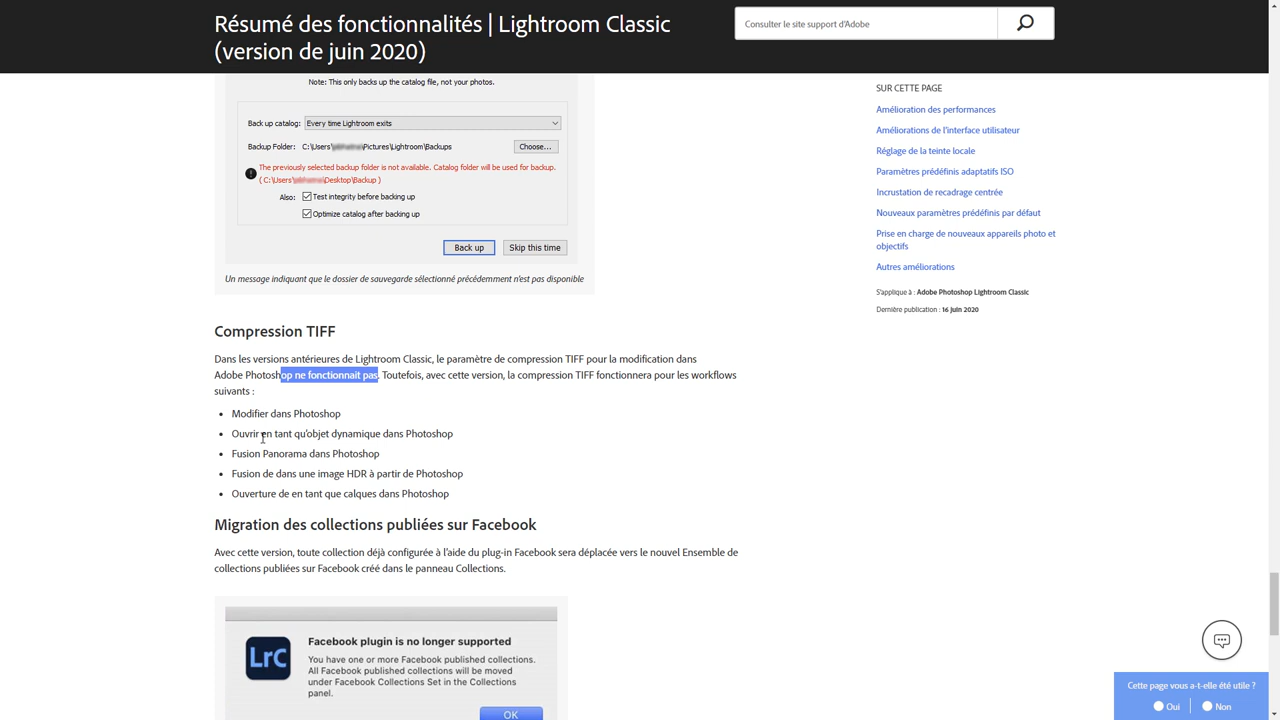 Résumé des fonctionnalités | Lightroom Classic
(version de juin 2020)
Consulter le site support d'Adobe
Note: This only backs up the catalog file, not your photos.
Back up catalog: Every time Lightroom exits
Backup Folder: C:\Users\ \Pictures\Lightroom\Backups Choose...
The previously selected backup folder is not available. Catalog folder will be used for backup.
( C:\Users\ \Desktop\Backup )
Also: Test integrity before backing up
Optimize catalog after backing up
Back up Skip this time
Un message indiquant que le dossier de sauvegarde sélectionné précédemment n'est pas disponible
Compression TIFF
Dans les versions antérieures de Lightroom Classic, le paramètre de compression TIFF pour la modification dans
Adobe Photoshop ne fonctionnait pas. Toutefois, avec cette version, la compression TIFF fonctionnera pour les workflows
suivants :
• Modifier dans Photoshop
• Ouvrir en tant qu'objet dynamique dans Photoshop
• Fusion Panorama dans Photoshop
• Fusion de dans une image HDR à partir de Photoshop
• Ouverture de en tant que calques dans Photoshop
Migration des collections publiées sur Facebook
Avec cette version, toute collection déjà configurée à l'aide du plug-in Facebook sera déplacée vers le nouvel Ensemble de
collections publiées sur Facebook créé dans le panneau Collections.
LrC
Facebook plugin is no longer supported
You have one or more Facebook published collections.
All Facebook published collections will be moved
under Facebook Collections Set in the Collections
panel.
OK
SUR CETTE PAGE
Amélioration des performances
Améliorations de l'interface utilisateur
Réglage de la teinte locale
Paramètres prédéfinis adaptatifs ISO
Incrustation de recadrage centrée
Nouveaux paramètres prédéfinis par défaut
Prise en charge de nouveaux appareils photo et
objectifs
Autres améliorations
S'applique à : Adobe Photoshop Lightroom Classic
Dernière publication : 16 juin 2020
Cette page vous a-t-elle été utile ?
Oui Non